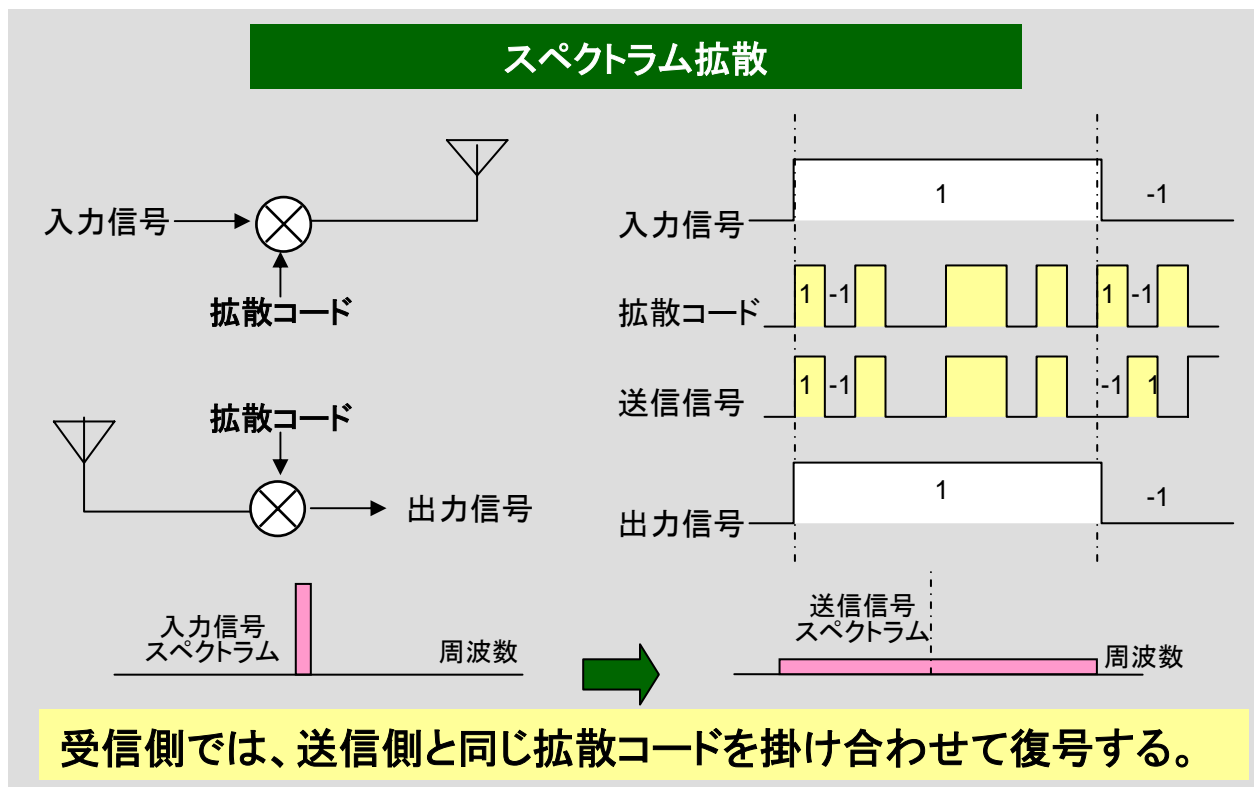 スペクトラム拡散
入力信号
拡散コード
拡散コード
出力信号
入力信号
1
-1
拡散コード
1
-1
1
-1
送信信号
1
-1
-1
1
出力信号
1
-1
入力信号
スペクトラム
周波数
送信信号
スペクトラム
周波数
受信側では、送信側と同じ拡散コードを掛け合わせて復号する。